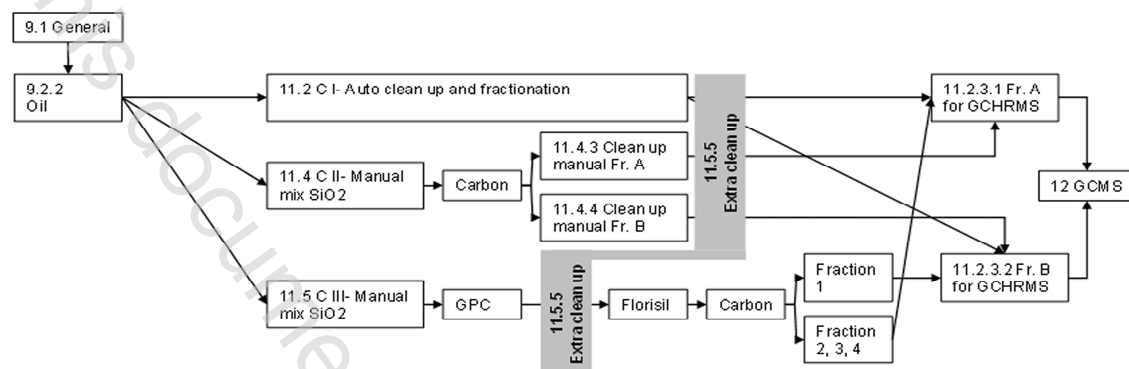 9.1 General
9.2.2
Oil
11.2 C I- Auto clean up and fractionation
11.4 C II- Manual
mix SiO2
Carbon
11.4.3 Clean up
manual Fr. A
11.4.4 Clean up
manual Fr. B
11.5.5
Extra clean up
11.2.3.1 Fr. A
for GCHRMS
12 GCMS
11.5 C III- Manual
mix SiO2
GPC
11.5.5
Extra clean up
Florisil
Carbon
Fraction
1
Fraction
2, 3, 4
11.2.3.2 Fr. B
for GCHRMS
his docume